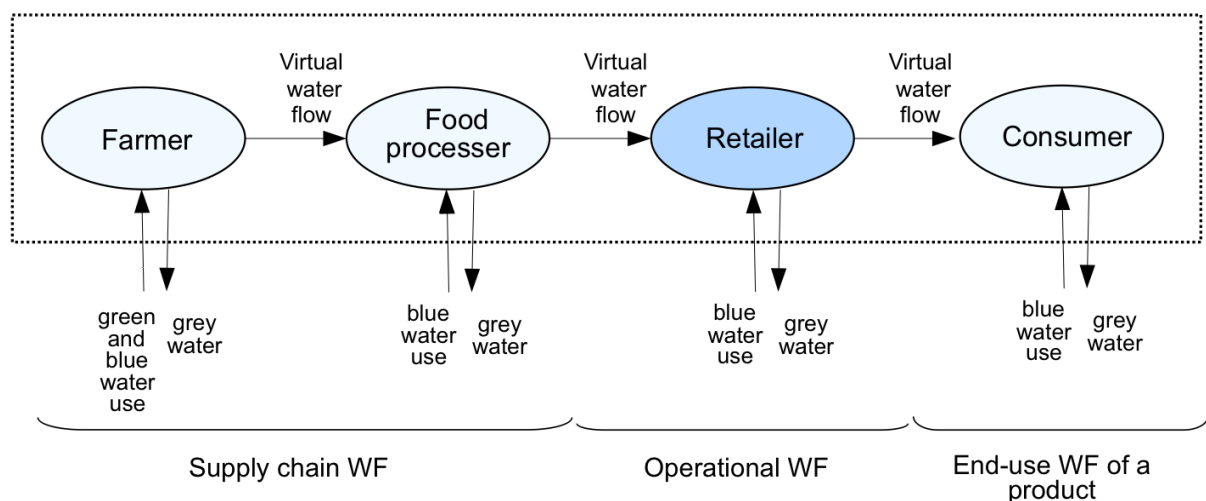 Virtual
water
flow
Virtual
water
flow
Virtual
water
flow
Farmer
Food
processer
Retailer
Consumer
green
and
blue
water
use
grey
water
blue
water
use
grey
water
blue
water
use
grey
water
blue
water
use
grey
water
Supply chain WF
Operational WF
End-use WF of a
product